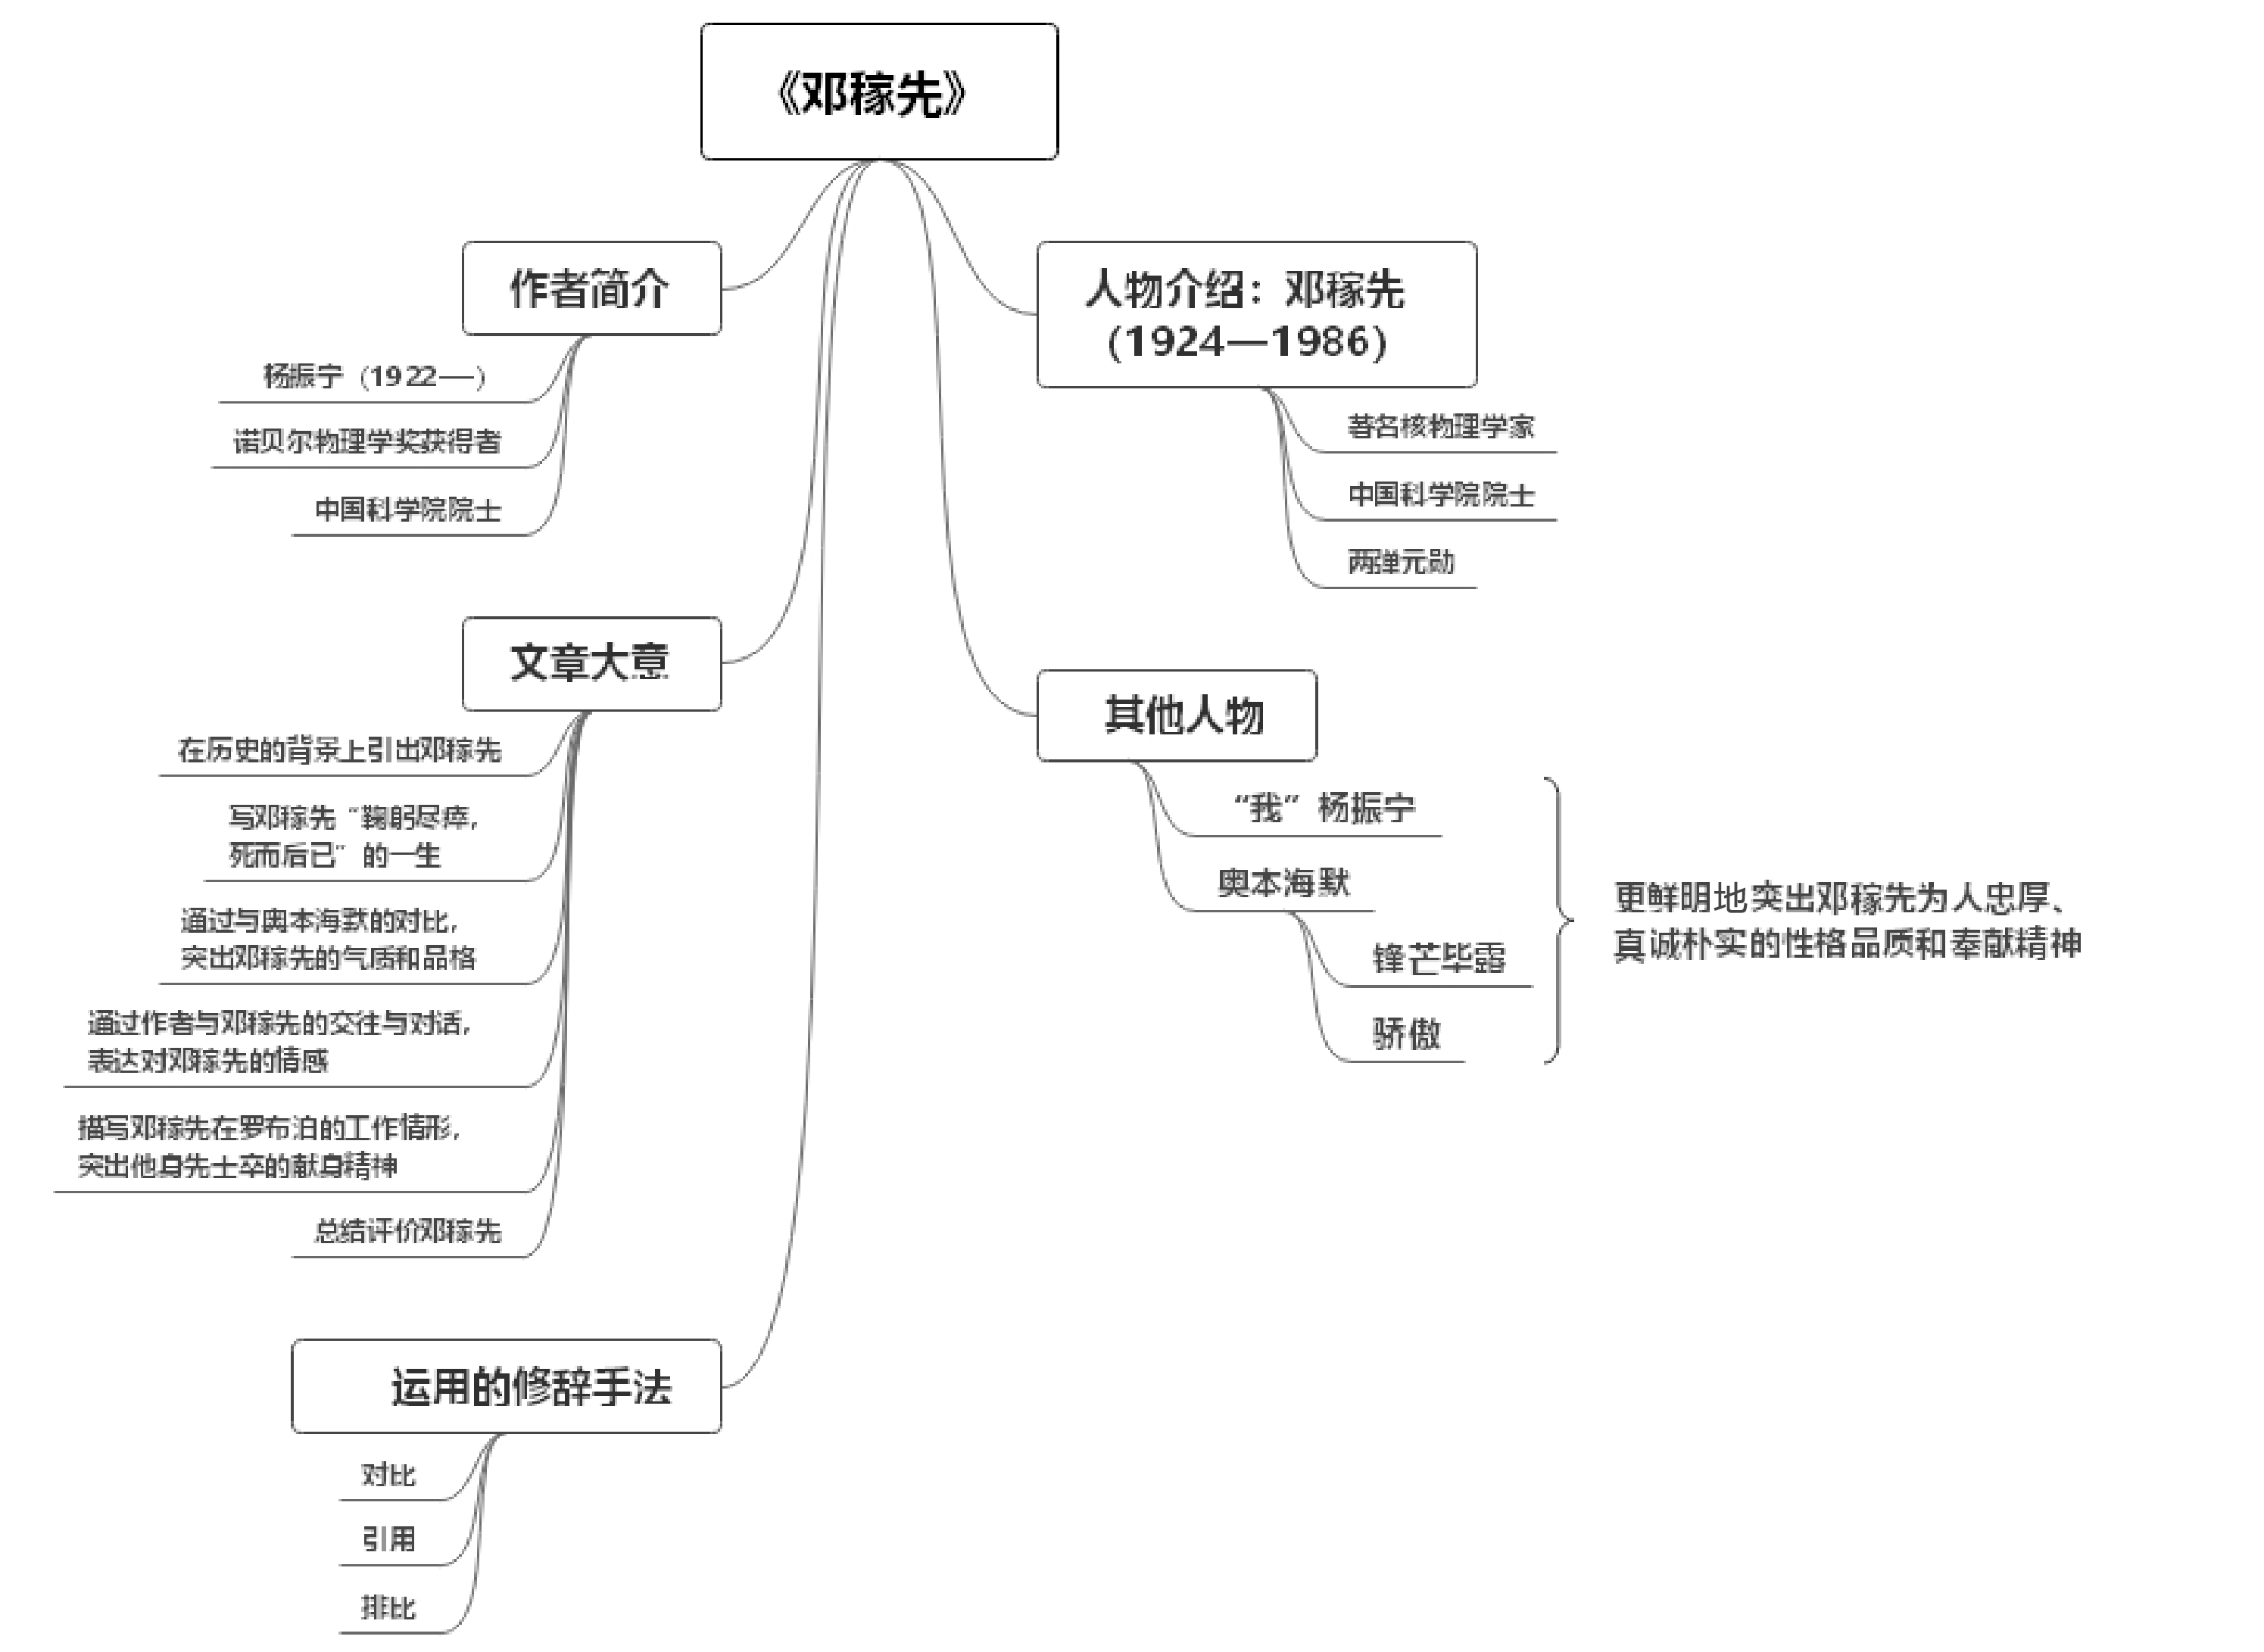 《邓稼先》
作者简介
杨振宁（1922—）
诺贝尔物理学奖获得者
中国科学院院士
文章大意
在历史的背景上引出邓稼先
写邓稼先“鞠躬尽瘁，
死而后已”的一生
通过与奥本海默的对比，
突出邓稼先的气质和品格
通过作者与邓稼先的交往与对话，
表达对邓稼先的情感
描写邓稼先在罗布泊的工作情形，
突出他身先士卒的献身精神
总结评价邓稼先
运用的修辞手法
对比
引用
排比
人物介绍：邓稼先
（1924—1986）
著名核物理学家
中国科学院院士
两弹元勋
其他人物
“我”杨振宁
奥本海默
锋芒毕露
骄傲
更鲜明地突出邓稼先为人忠厚、
真诚朴实的性格品质和奉献精神